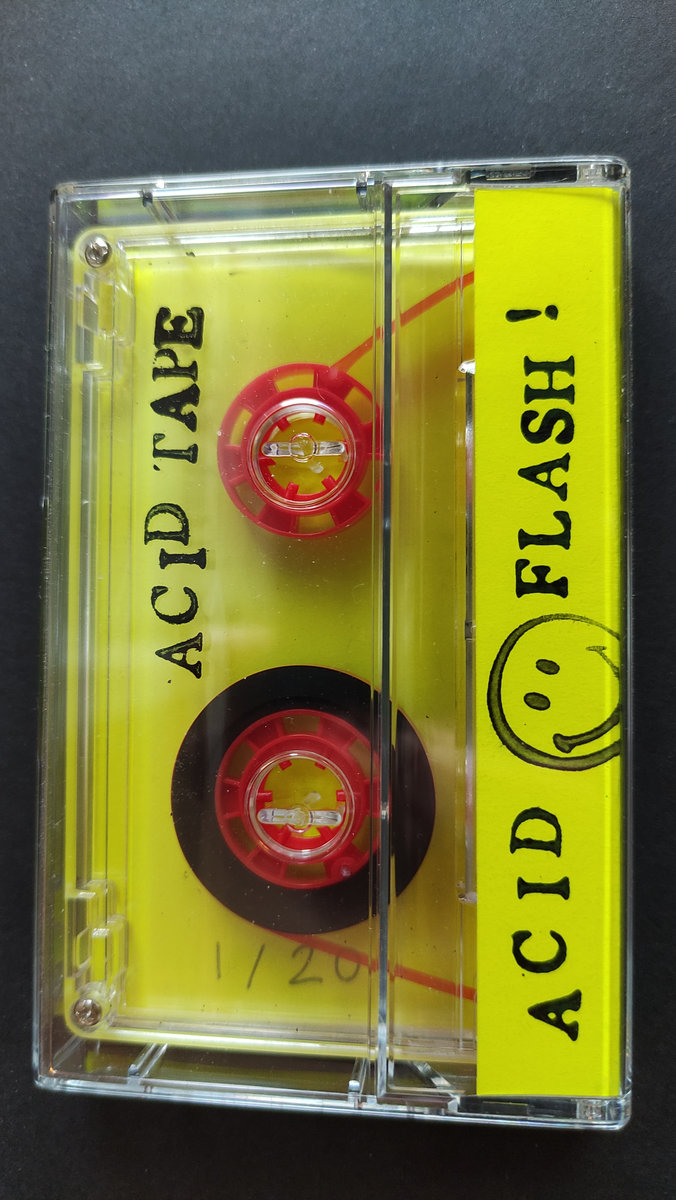 ACID TAPE
1/20
ACID FLASH!